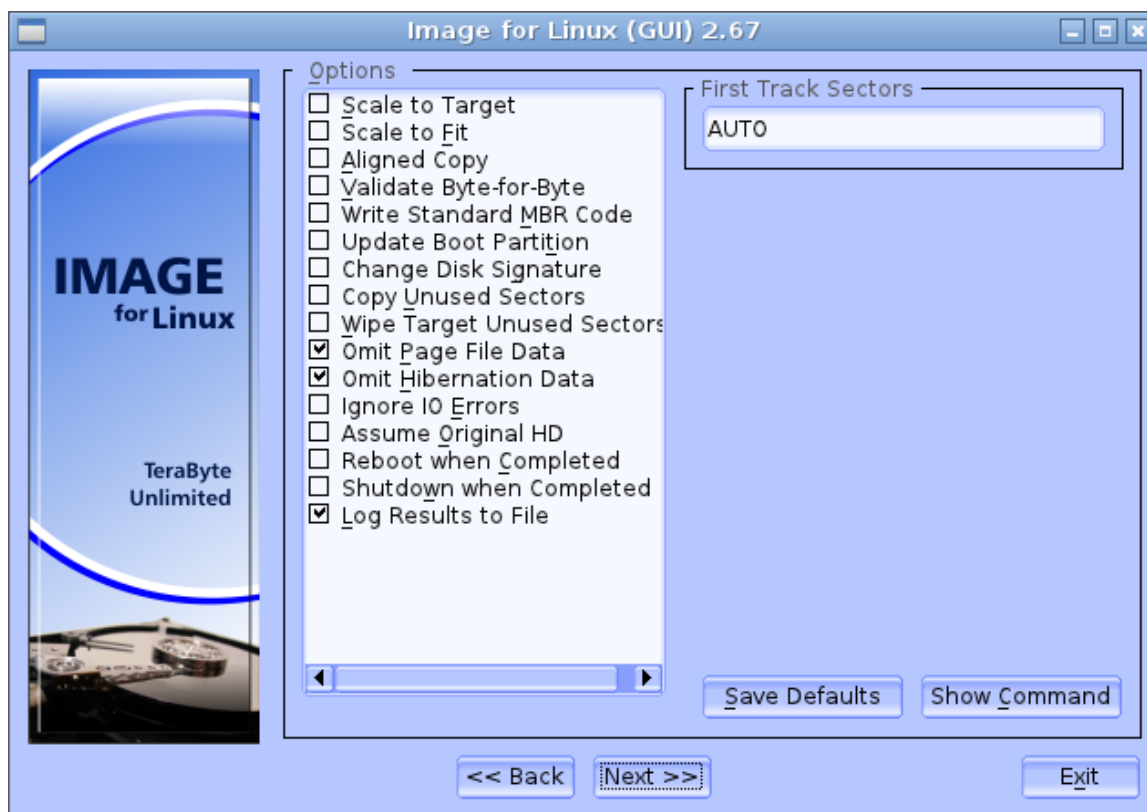 Image for Linux (GUI) 2.67
IMAGE
for Linux
TeraByte
Unlimited
Options
Scale to Target
Scale to Fit
Aligned Copy
Validate Byte-for-Byte
Write Standard MBR Code
Update Boot Partition
Change Disk Signature
Copy Unused Sectors
Wipe Target Unused Sectors
Omit Page File Data
Omit Hibernation Data
Ignore IO Errors
Assume Original HD
Reboot when Completed
Shutdown when Completed
Log Results to File
First Track Sectors
AUTO
Save Defaults
Show Command
<< Back
Next >>
Exit